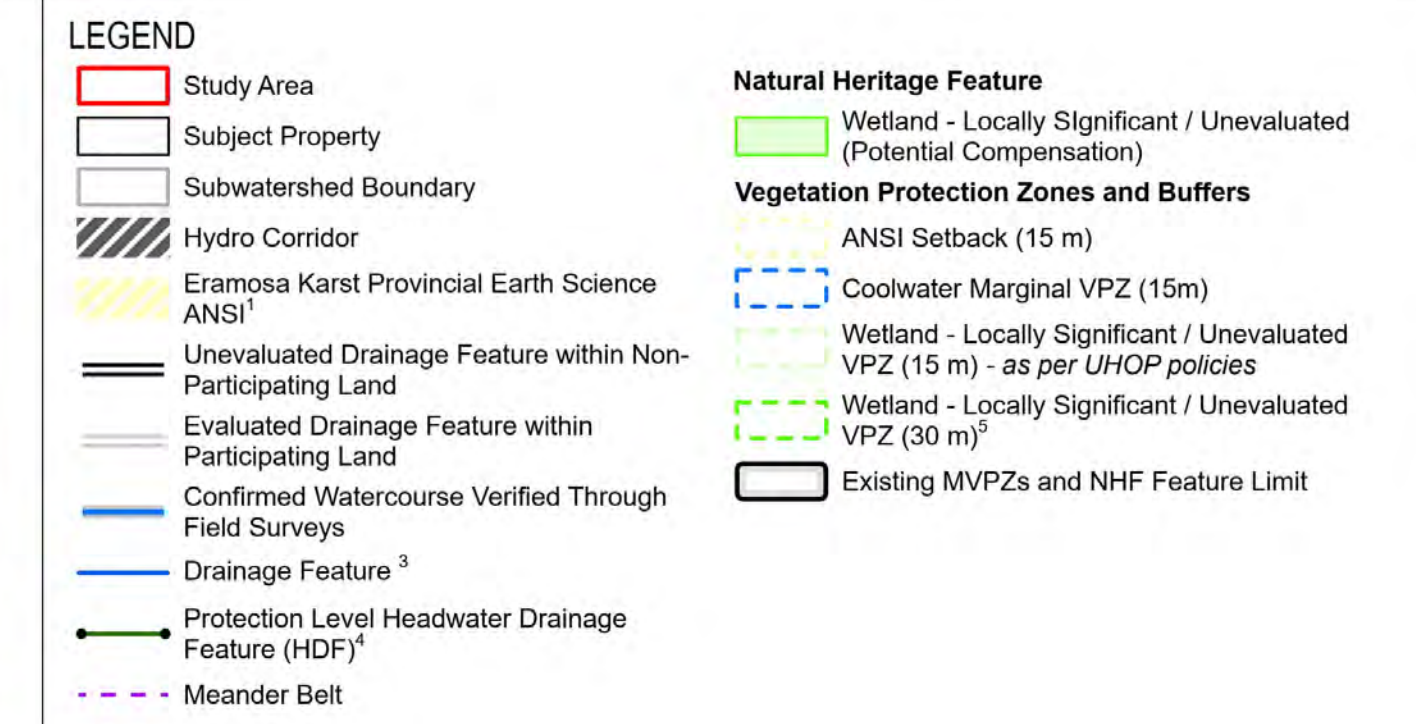 LEGEND
Study Area
Subject Property
Subwatershed Boundary
Hydro Corridor
Eramosa Karst Provincial Earth Science
ANSI¹
Unevaluated Drainage Feature within Non-
Participating Land
Evaluated Drainage Feature within
Participating Land
Confirmed Watercourse Verified Through
Field Surveys
Drainage Feature ³
Protection Level Headwater Drainage
Feature (HDF)⁴
Meander Belt
Natural Heritage Feature
Wetland - Locally SIgnificant / Unevaluated
(Potential Compensation)
Vegetation Protection Zones and Buffers
ANSI Setback (15 m)
Coolwater Marginal VPZ (15m)
Wetland - Locally Significant / Unevaluated
VPZ (15 m) - as per UHOP policies
Wetland - Locally Significant / Unevaluated
VPZ (30 m)⁵
Existing MVPZs and NHF Feature Limit